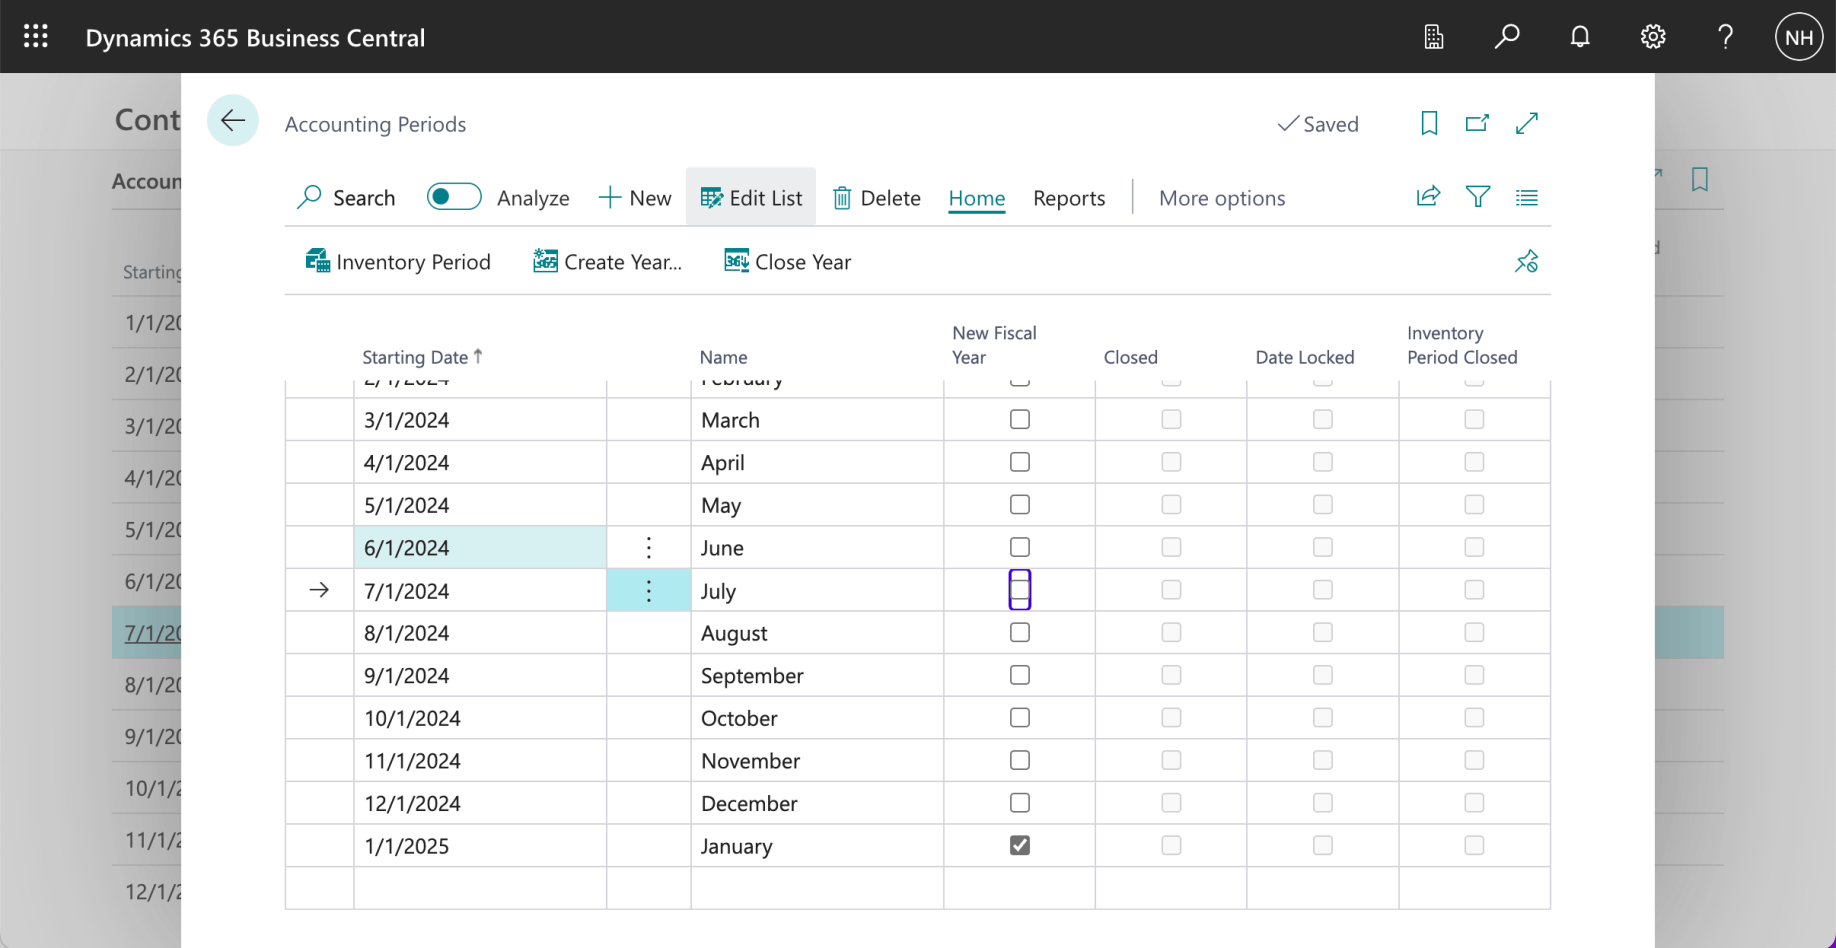 Dynamics 365 Business Central
NH
Cont
Accounting Periods
Saved
Accoun
Search
Analyze
New
Edit List
Delete
Home
Reports
More options
Inventory Period
Create Year...
Close Year
Starting
Starting Date
Name
New Fiscal
Year
Closed
Date Locked
Inventory
Period Closed
1/1/20
2/1/20
3/1/20
4/1/20
5/1/20
6/1/20
7/1/20
8/1/20
9/1/20
10/1/2
11/1/2
12/1/2
2/1/2024 February
3/1/2024 March
4/1/2024 April
5/1/2024 May
6/1/2024 June
7/1/2024 July
8/1/2024 August
9/1/2024 September
10/1/2024 October
11/1/2024 November
12/1/2024 December
1/1/2025 January